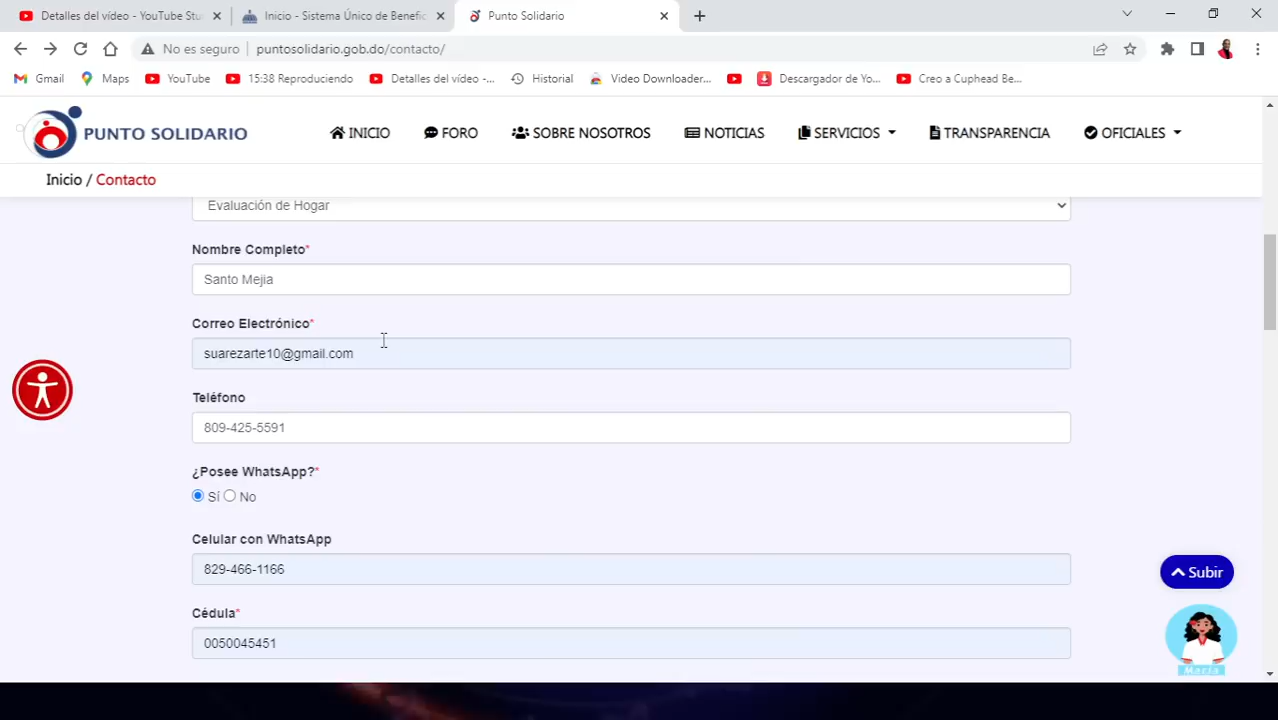 Detalles del vídeo - YouTube Stu
Inicio - Sistema Único de Benefic
Punto Solidario
No es seguro
puntosolidario.gob.do/contacto/
Gmail
Maps
YouTube
15:38 Reproduciendo
Detalles del vídeo -...
Historial
Video Downloader...
Descargador de Yo...
Creo a Cuphead Be...
PUNTO SOLIDARIO
INICIO
FORO
SOBRE NOSOTROS
NOTICIAS
SERVICIOS
TRANSPARENCIA
OFICIALES
Inicio / Contacto
Evaluación de Hogar
Nombre Completo*
Santo Mejia
Correo Electrónico*
suarezarte10@gmail.com
Teléfono
809-425-5591
¿Posee WhatsApp?*
Sí No
Celular con WhatsApp
829-466-1166
Subir
Cédula*
0050045451
María